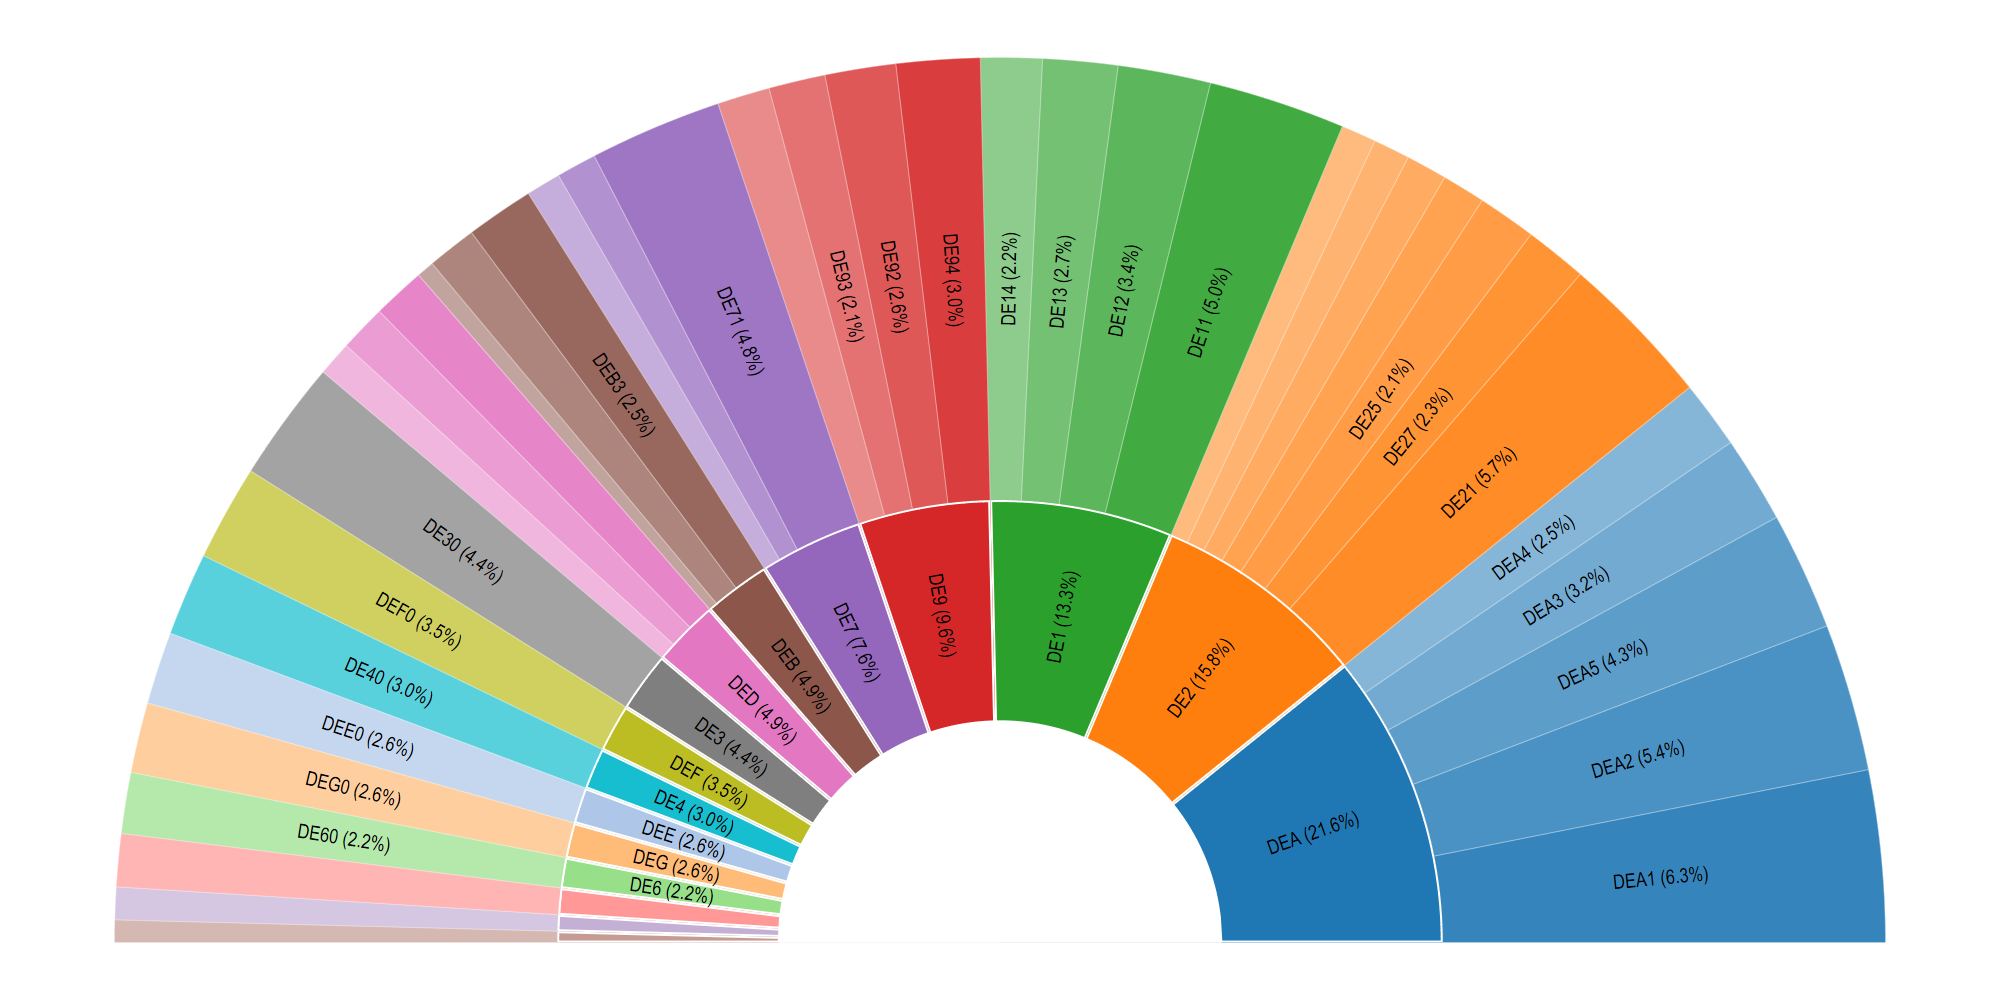 DE14 (2.2%)
DE13 (2.7%)
DE12 (3.4%)
DE11 (5.0%)
DE94 (3.0%)
DE92 (2.6%)
DE93 (2.1%)
DE71 (4.8%)
DEB3 (2.5%)
DE25 (2.1%)
DE27 (2.3%)
DE21 (5.7%)
DEA4 (2.5%)
DEA3 (3.2%)
DEA5 (4.3%)
DEA2 (5.4%)
DEA1 (6.3%)
DE30 (4.4%)
DEF0 (3.5%)
DE40 (3.0%)
DEE0 (2.6%)
DEG0 (2.6%)
DE60 (2.2%)
DE1 (13.3%)
DE9 (9.6%)
DE7 (7.6%)
DEB (4.9%)
DED (4.9%)
DE3 (4.4%)
DEF (3.5%)
DE4 (3.0%)
DEE (2.6%)
DEG (2.6%)
DE6 (2.2%)
DE2 (15.8%)
DEA (21.6%)